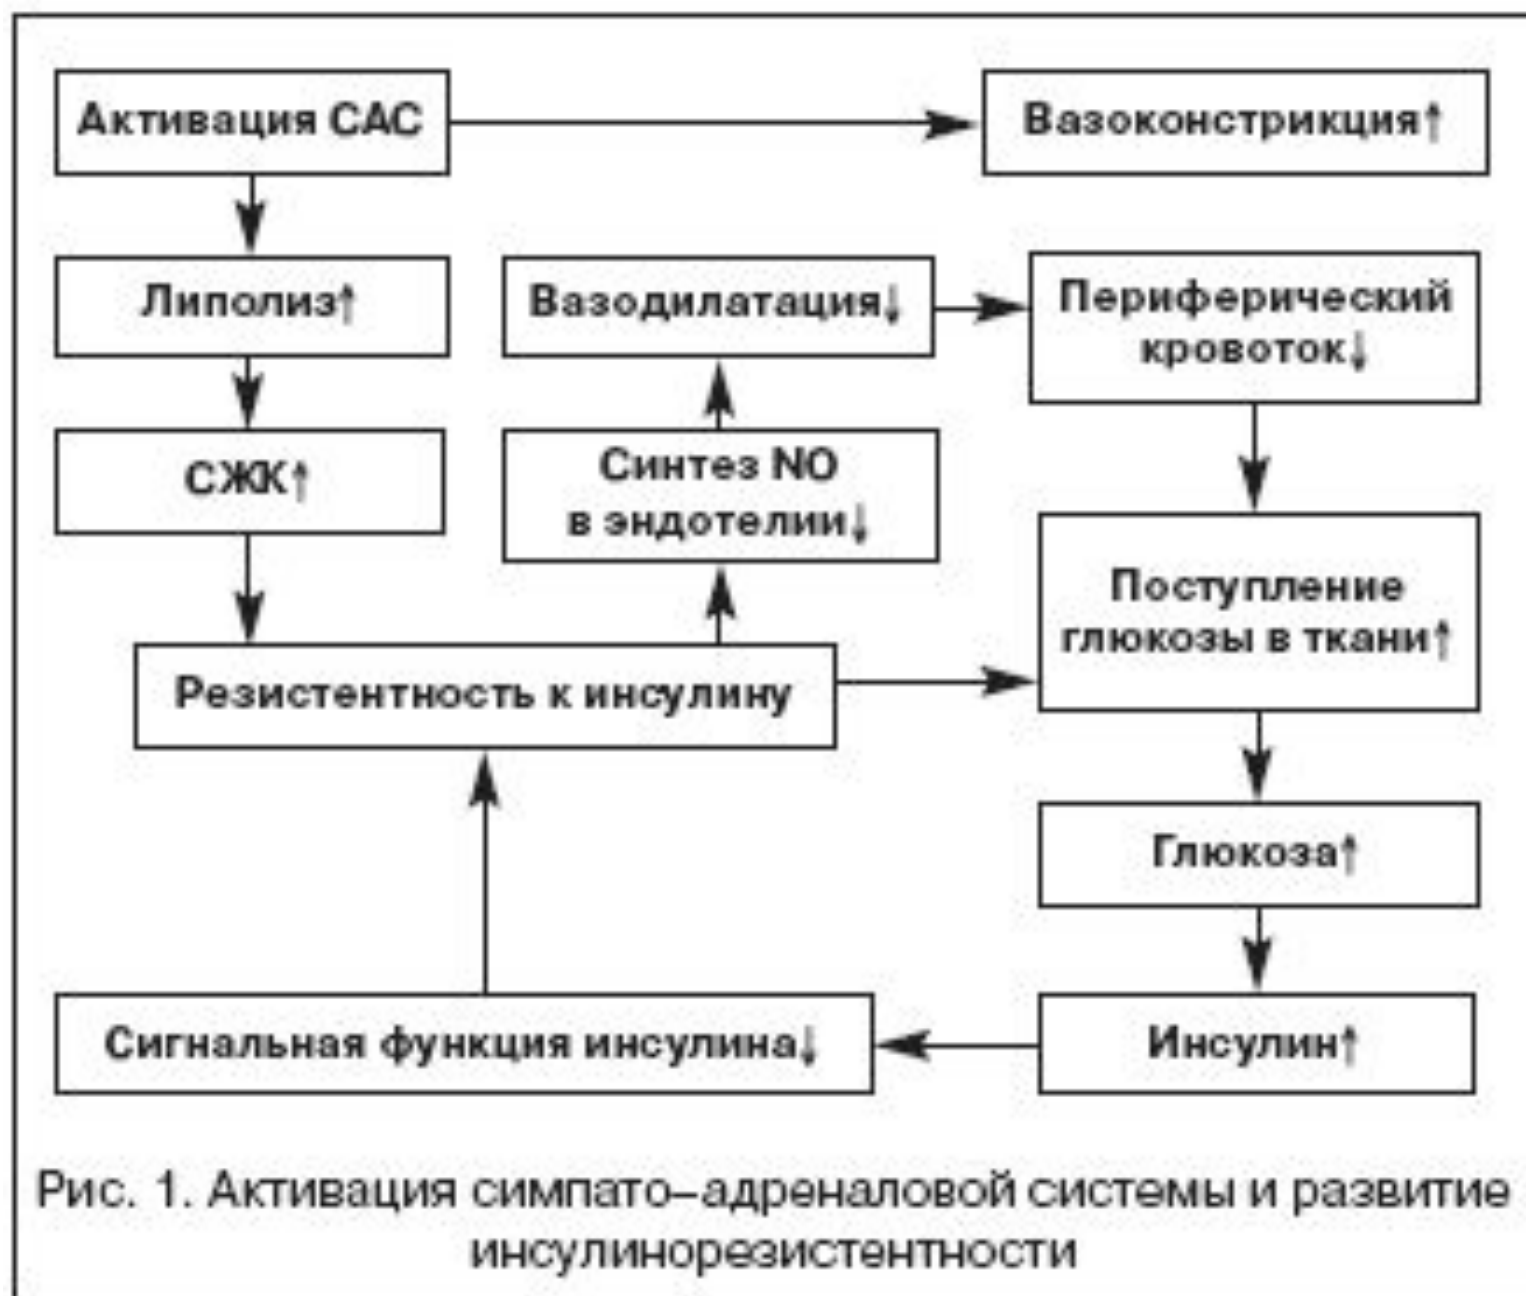 Активация САС
Вазоконстрикция↑
Липолиз↑
Вазодилатация↓
Периферический
кровоток↓
СЖК↑
Синтез NO
в эндотелии↓
Поступление
глюкозы в ткани↑
Резистентность к инсулину
Глюкоза↑
Сигнальная функция инсулина↓
Инсулин↑
Рис. 1. Активация симпато–адреналовой системы и развитие
инсулинорезистентности